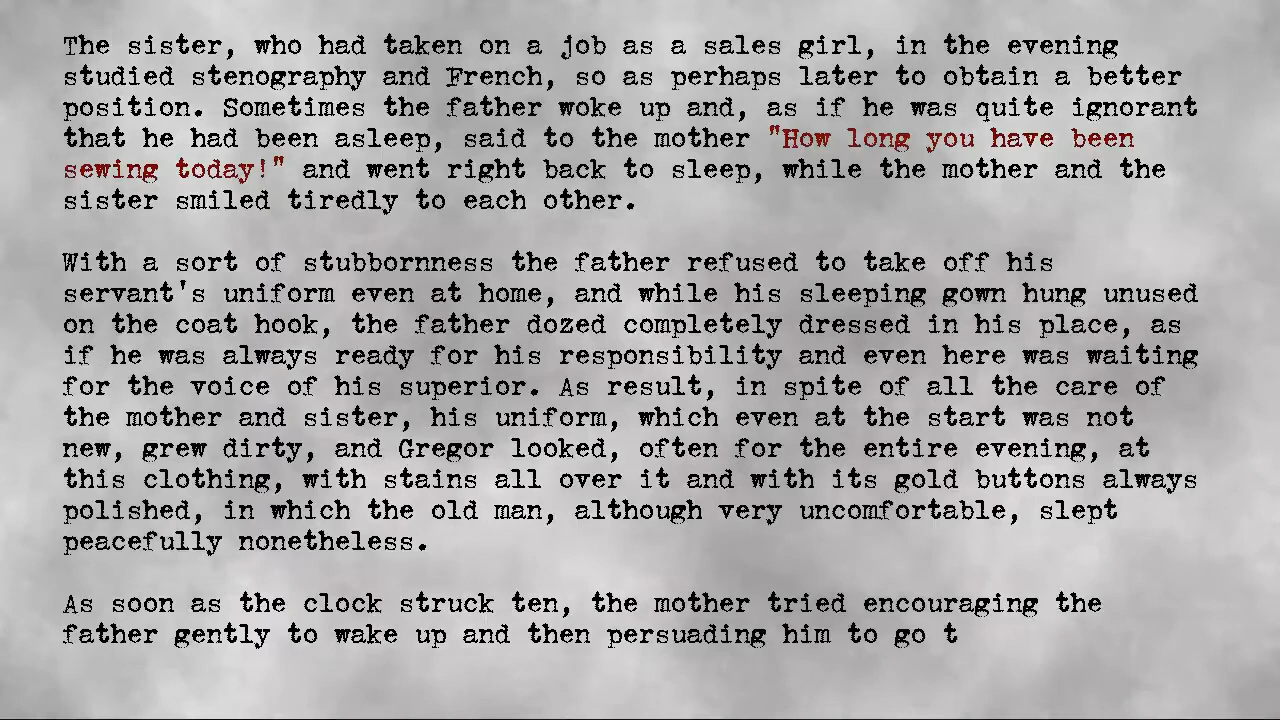 The sister, who had taken on a job as a sales girl, in the evening
studied stenography and French, so as perhaps later to obtain a better
position. Sometimes the father woke up and, as if he was quite ignorant
that he had been asleep, said to the mother "How long you have been
sewing today!" and went right back to sleep, while the mother and the
sister smiled tiredly to each other.

With a sort of stubbornness the father refused to take off his
servant's uniform even at home, and while his sleeping gown hung unused
on the coat hook, the father dozed completely dressed in his place, as
if he was always ready for his responsibility and even here was waiting
for the voice of his superior. As result, in spite of all the care of
the mother and sister, his uniform, which even at the start was not
new, grew dirty, and Gregor looked, often for the entire evening, at
this clothing, with stains all over it and with its gold buttons always
polished, in which the old man, although very uncomfortable, slept
peacefully nonetheless.

As soon as the clock struck ten, the mother tried encouraging the
father gently to wake up and then persuading him to go t